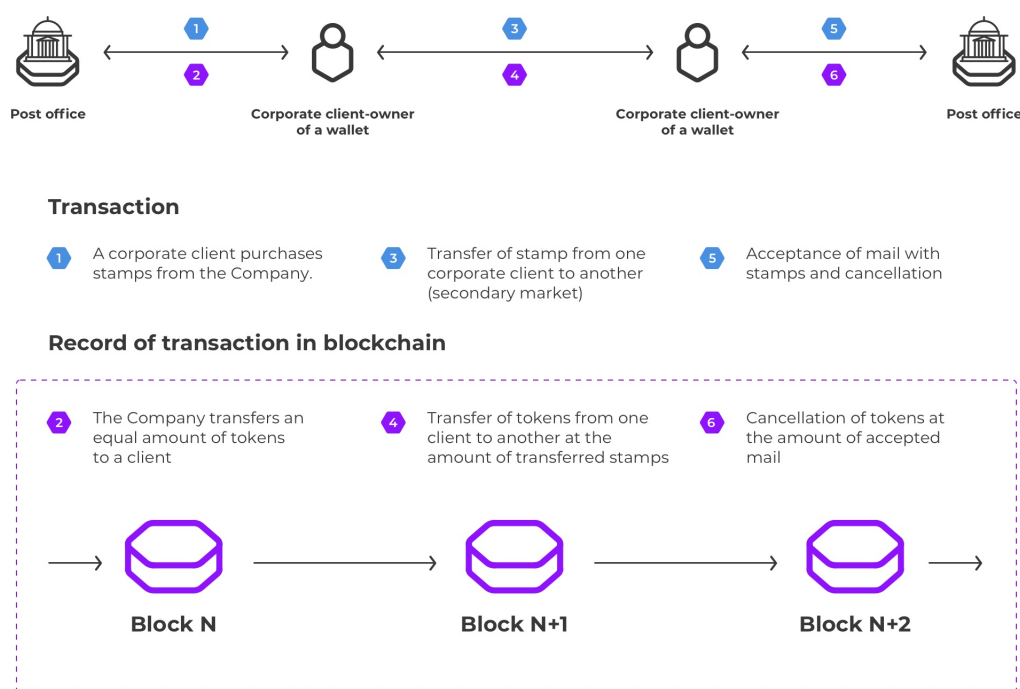 1
3
5
2
4
6
Post office
Corporate client-owner
of a wallet
Corporate client-owner
of a wallet
Post office
Transaction
1
A corporate client purchases
stamps from the Company.
3
Transfer of stamp from one
corporate client to another
(secondary market)
5
Acceptance of mail with
stamps and cancellation
Record of transaction in blockchain
2
The Company transfers an
equal amount of tokens
to a client
4
Transfer of tokens from one
client to another at the
amount of transferred stamps
6
Cancellation of tokens at
the amount of accepted
mail
Block N
Block N+1
Block N+2